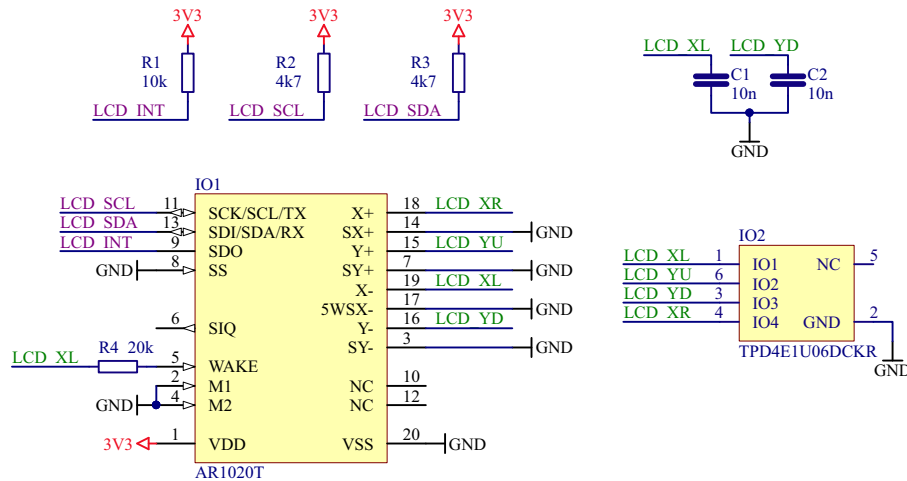 3V3 3V3 3V3
R1 10k
R2 4k7
R3 4k7
LCD_INT LCD_SCL LCD_SDA
LCD_XL LCD_YD
C1 10n
C2 10n
GND
IO1
LCD_SCL 11 SCK/SCL/TX X+ 18 LCD_XR
LCD_SDA 13 SDI/SDA/RX SX+ 14 GND
LCD_INT 9 SDO Y+ 15 LCD_YU
GND 8 SS SY+ 7 GND
X- 19 LCD_XL
5WSX- 17 GND
6 SIQ Y- 16 LCD_YD
SY- 3 GND
LCD_XL R4 20k 5 WAKE
2 M1 NC 10
GND 4 M2 NC 12
3V3 1 VDD VSS 20 GND
AR1020T
IO2
LCD_XL 1 IO1 NC 5
LCD_YU 6 IO2
LCD_YD 3 IO3
LCD_XR 4 IO4 GND 2
TPD4E1U06DCKR
GND